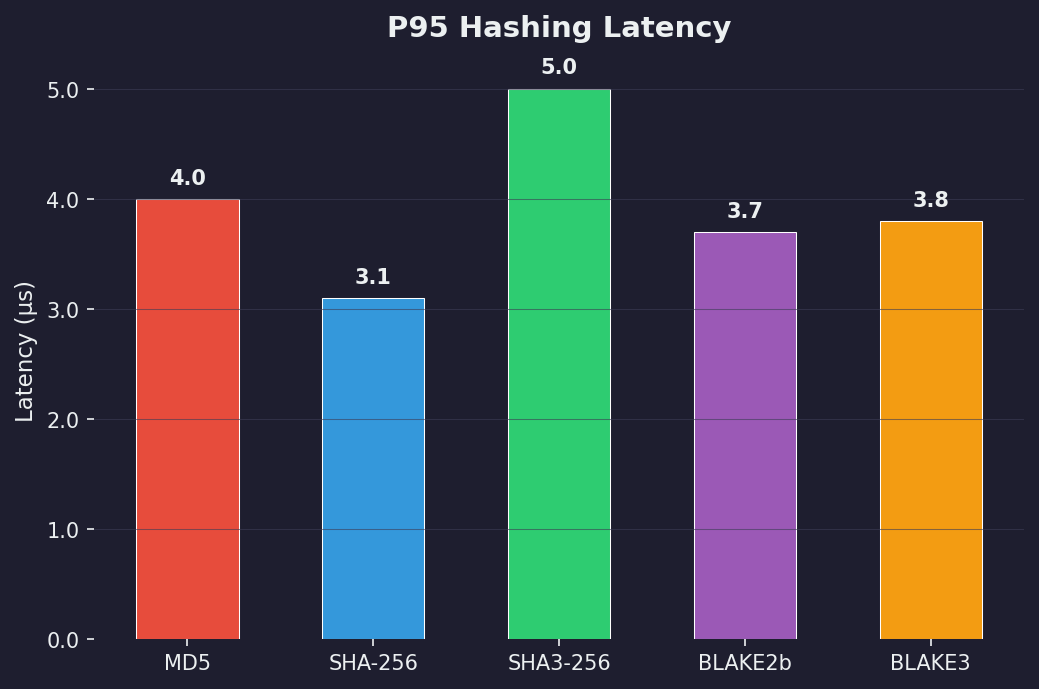 P95 Hashing Latency
Latency (µs)
5.0
4.0
3.0
2.0
1.0
0.0
4.0
3.1
5.0
3.7
3.8
MD5
SHA-256
SHA3-256
BLAKE2b
BLAKE3